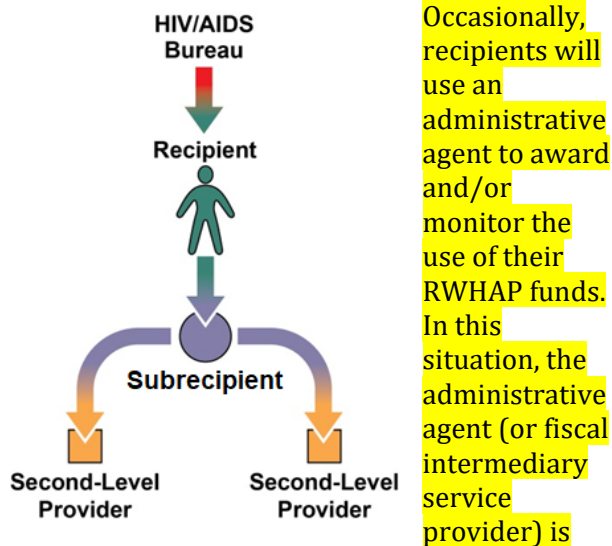 HIV/AIDS
Bureau
Recipient
Subrecipient
Second-Level
Provider
Second-Level
Provider
Occasionally,
recipients will
use an
administrative
agent to award
and/or
monitor the
use of their
RWHAP funds.
In this
situation, the
administrative
agent (or fiscal
intermediary
service
provider) is